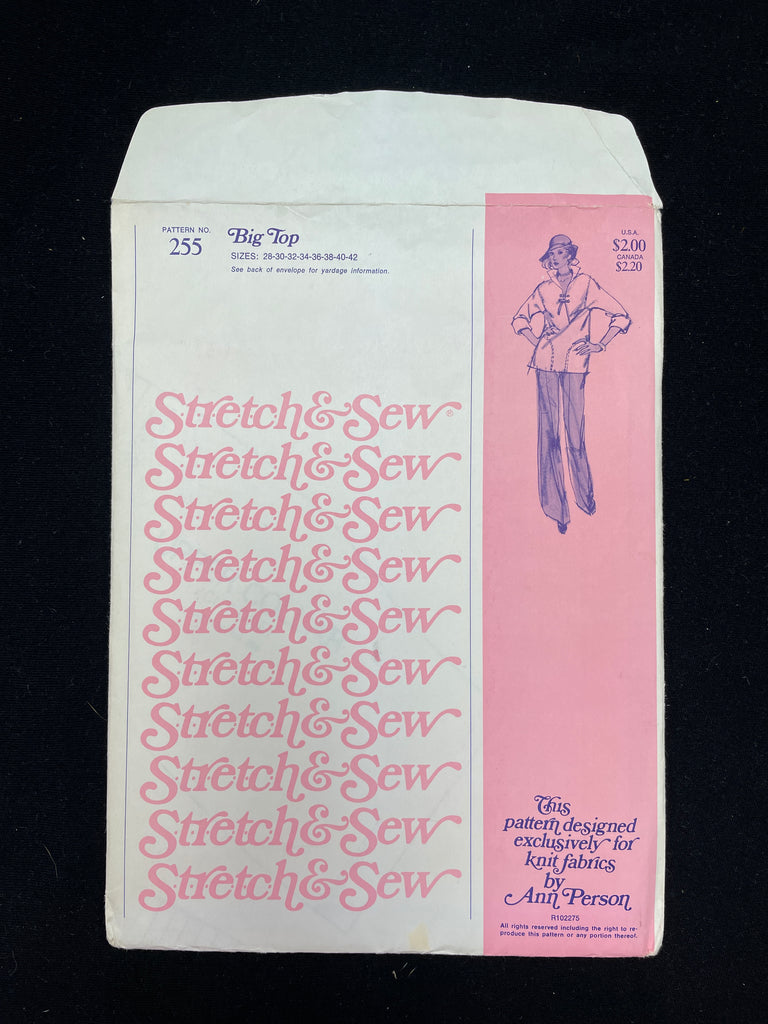 PATTERN NO.
255
Big Top
SIZES: 28-30-32-34-36-38-40-42
See back of envelope for yardage information.
U.S.A.
$2.00
CANADA
$2.20
Stretch&Sew®
Stretch&Sew
Stretch&Sew
Stretch&Sew
Stretch&Sew
Stretch&Sew
Stretch&Sew
Stretch&Sew
Stretch&Sew
Stretch&Sew
This
pattern designed
exclusively for
knit fabrics
by
Ann Person
R102275
All rights reserved including the right to re-
produce this pattern or any portion thereof.